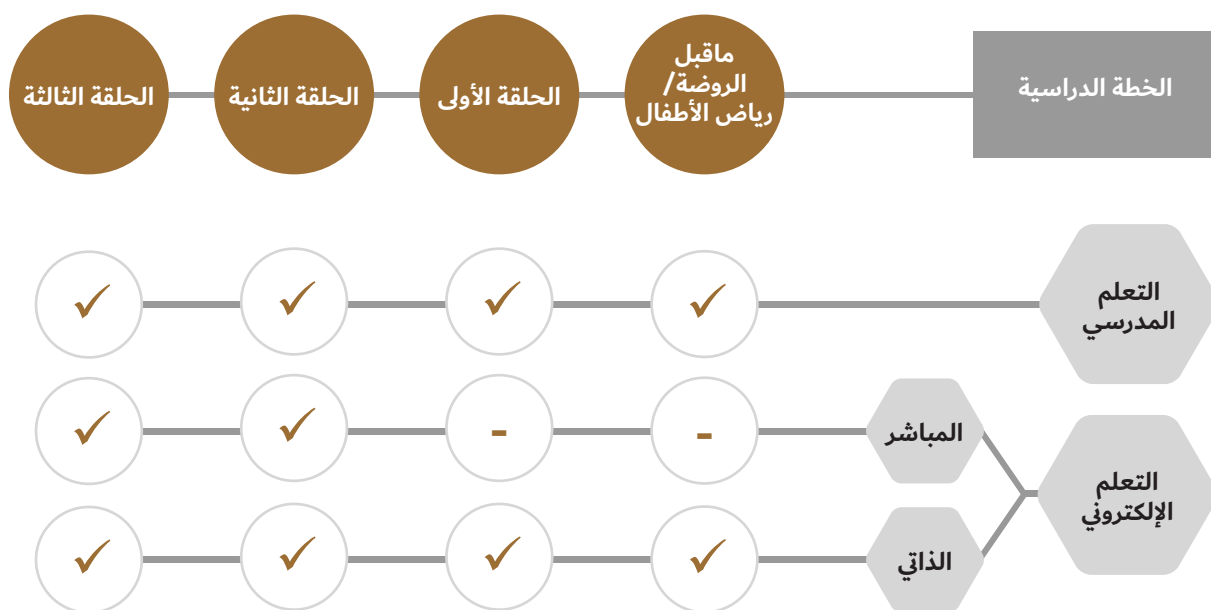 الخطة الدراسية
ماقبل
الروضة/
رياض الأطفال
الحلقة الأولى
الحلقة الثانية
الحلقة الثالثة
التعلم
المدرسي
✓ ✓ ✓ ✓
التعلم
الإلكتروني
المباشر
- - ✓ ✓
الذاتي
✓ ✓ ✓ ✓